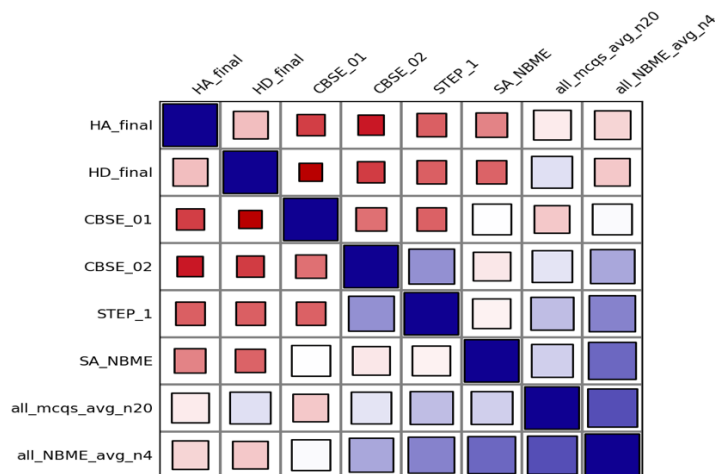 HA_final
HD_final
CBSE_01
CBSE_02
STEP_1
SA_NBME
all_mcqs_avg_n20
all_NBME_avg_n4
HA_final
HD_final
CBSE_01
CBSE_02
STEP_1
SA_NBME
all_mcqs_avg_n20
all_NBME_avg_n4